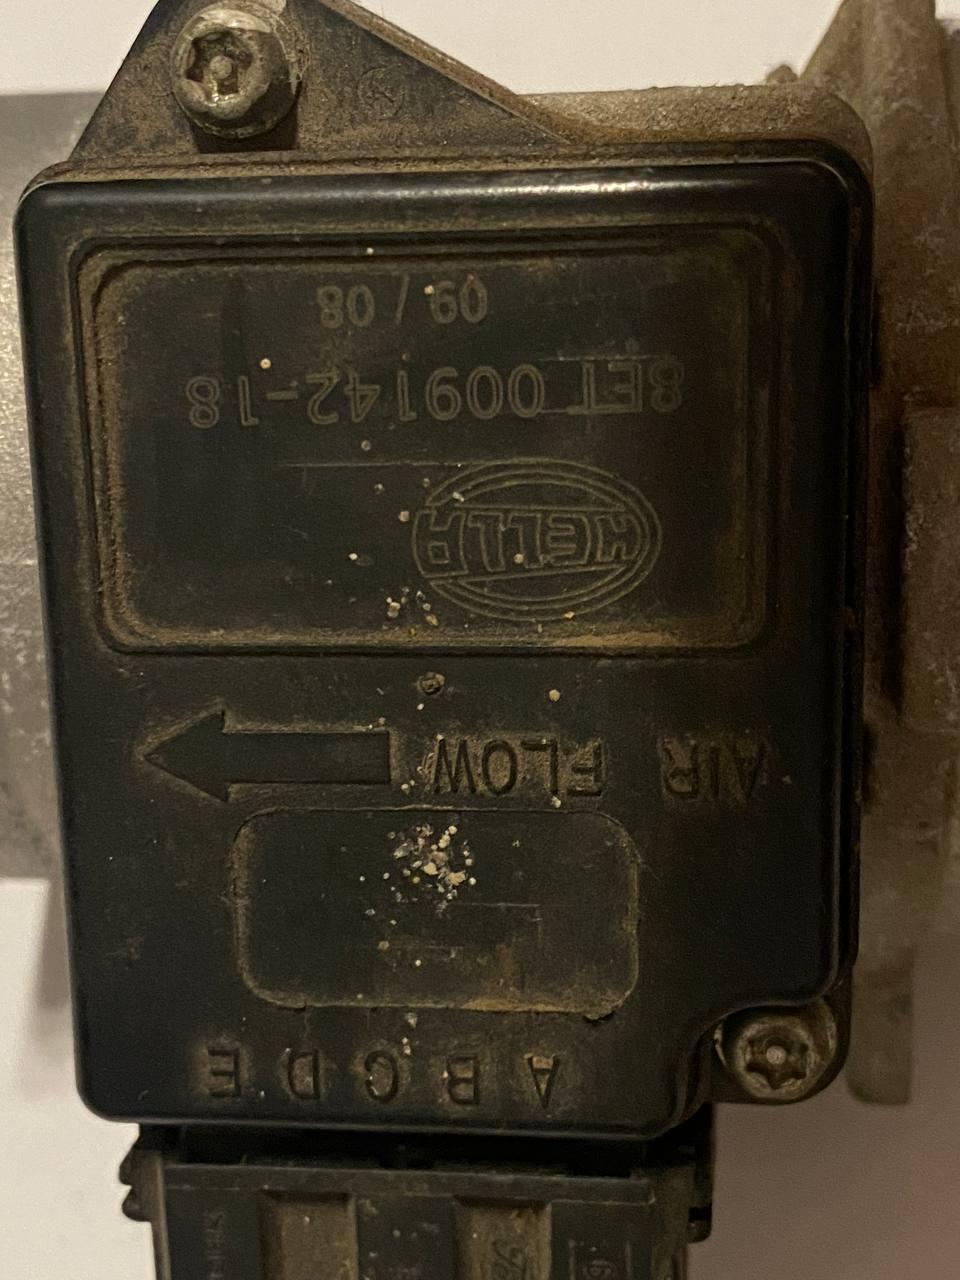 A B C D E
AIR FLOW
HELLA
8ET 009142-18
09 / 08